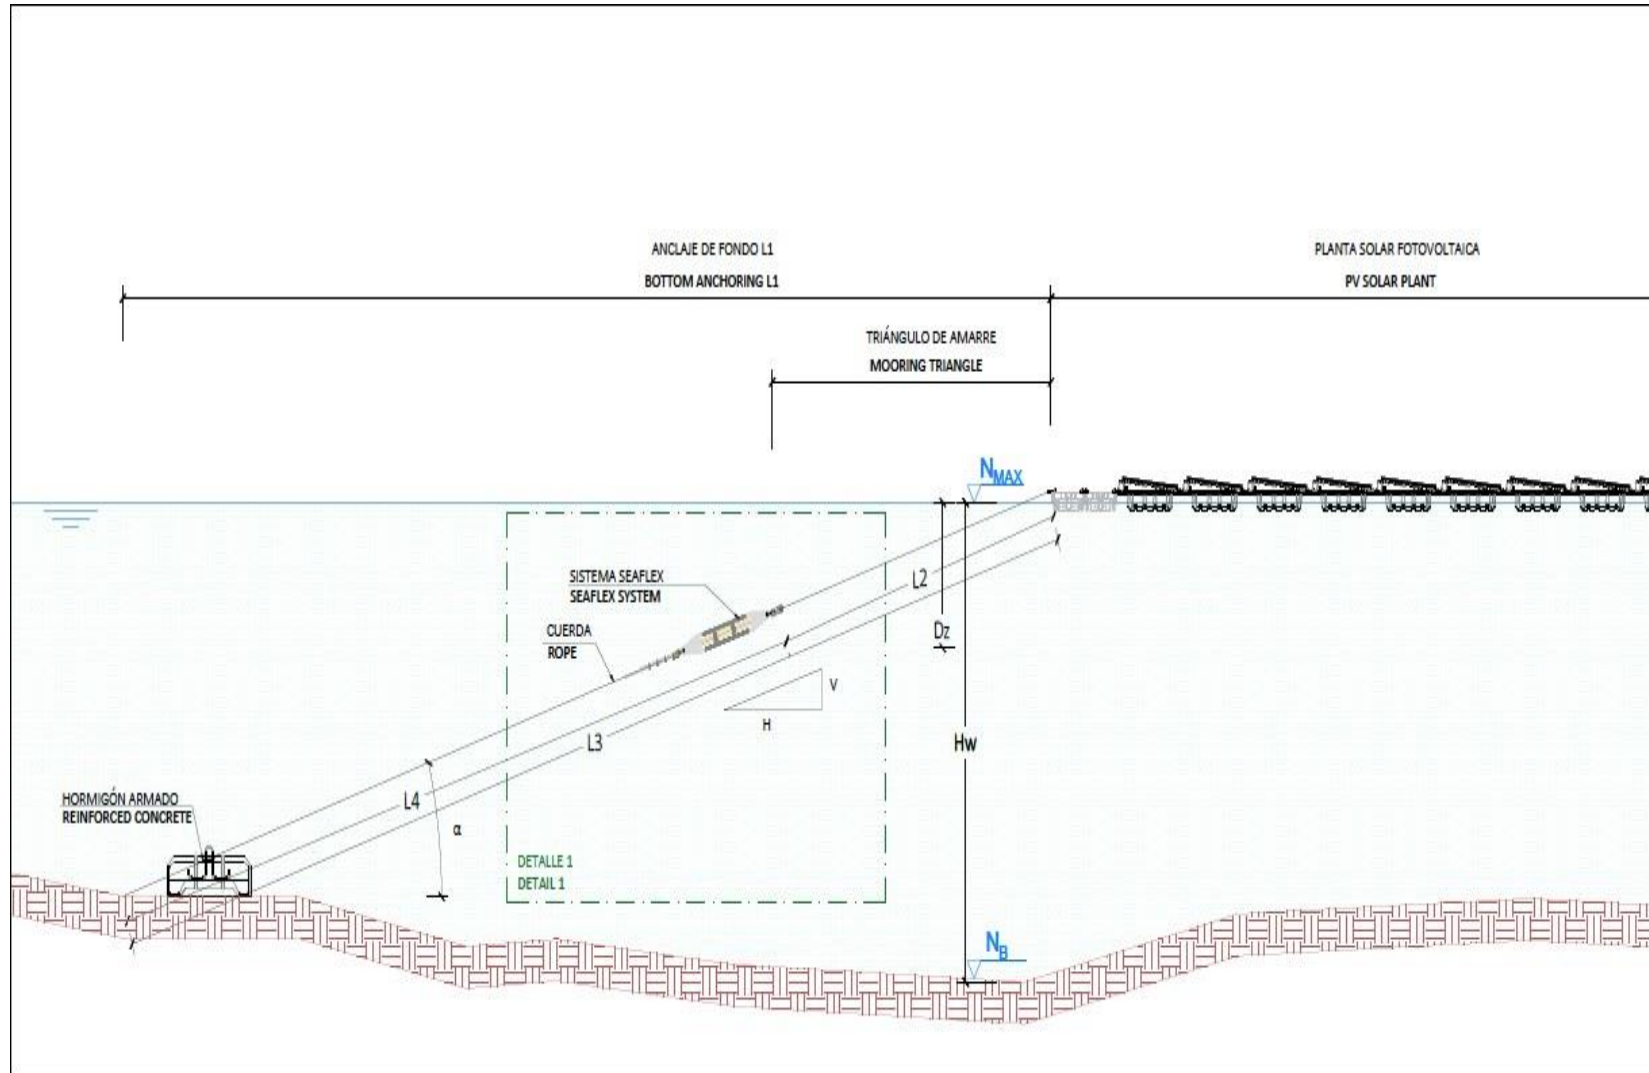 ANCLAJE DE FONDO L1
BOTTOM ANCHORING L1
PLANTA SOLAR FOTOVOLTAICA
PV SOLAR PLANT
TRIÁNGULO DE AMARRE
MOORING TRIANGLE
NMAX
SISTEMA SEAFLEX
SEAFLEX SYSTEM
L2
CUERDA
ROPE
Dz
V
H
L3
Hw
HORMIGÓN ARMADO
REINFORCED CONCRETE
L4
α
DETALLE 1
DETAIL 1
NB